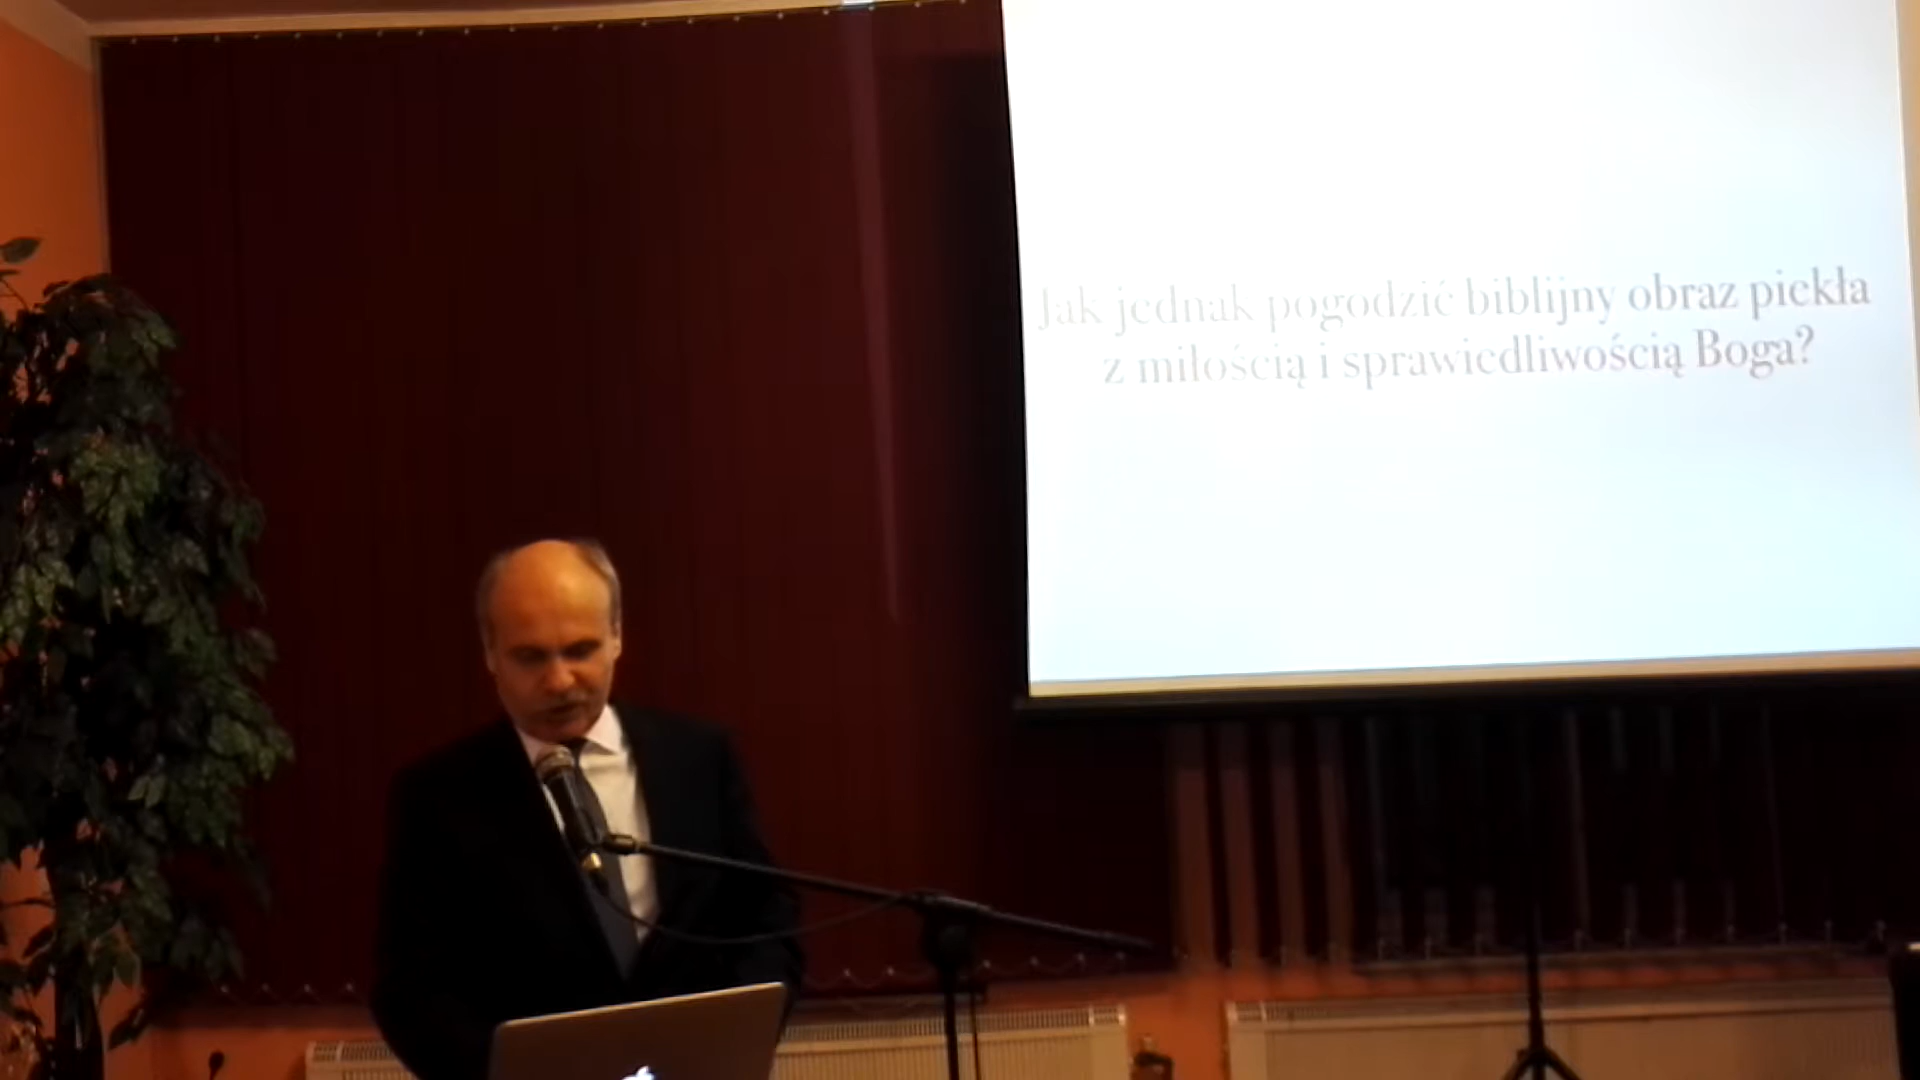 Jak jednak pogodzić biblijny obraz piekła
z miłością i sprawiedliwością Boga?